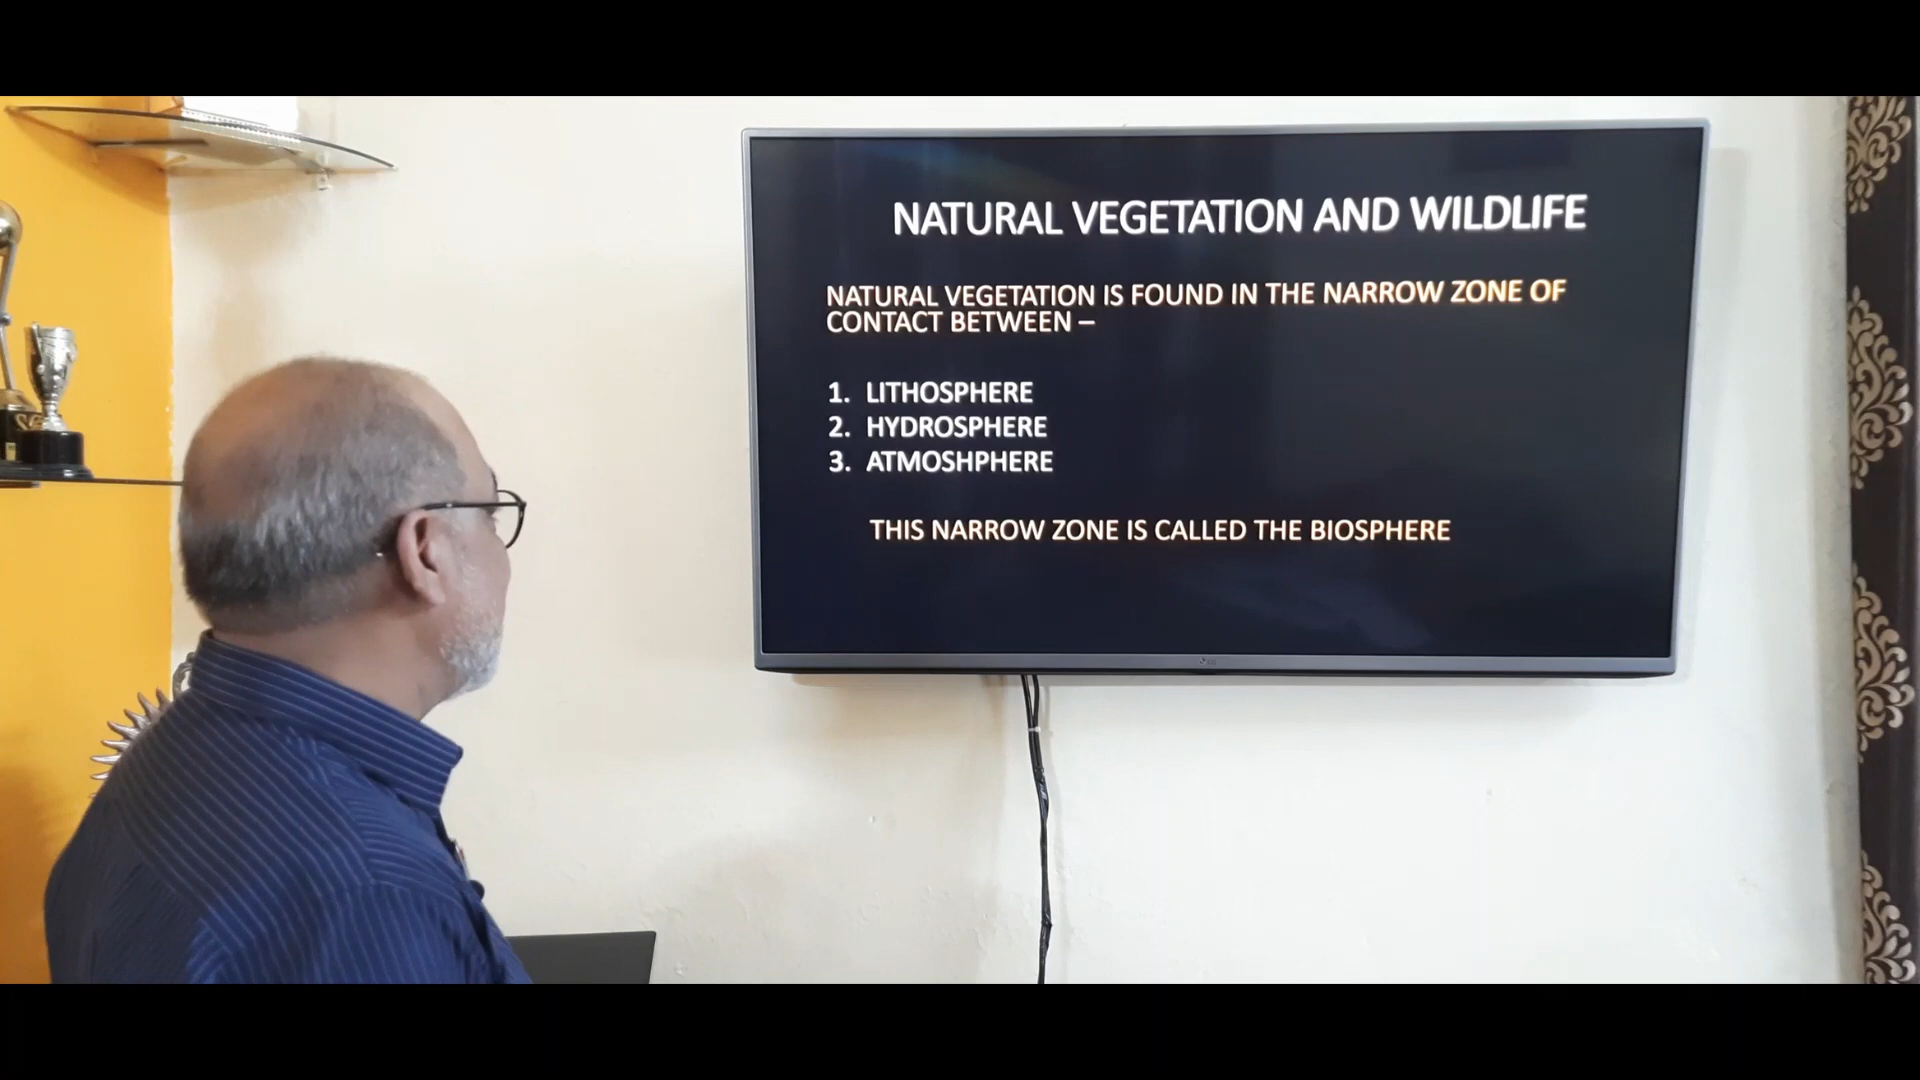 NATURAL VEGETATION AND WILDLIFE
NATURAL VEGETATION IS FOUND IN THE NARROW ZONE OF
CONTACT BETWEEN –
1. LITHOSPHERE
2. HYDROSPHERE
3. ATMOSHPHERE
THIS NARROW ZONE IS CALLED THE BIOSPHERE